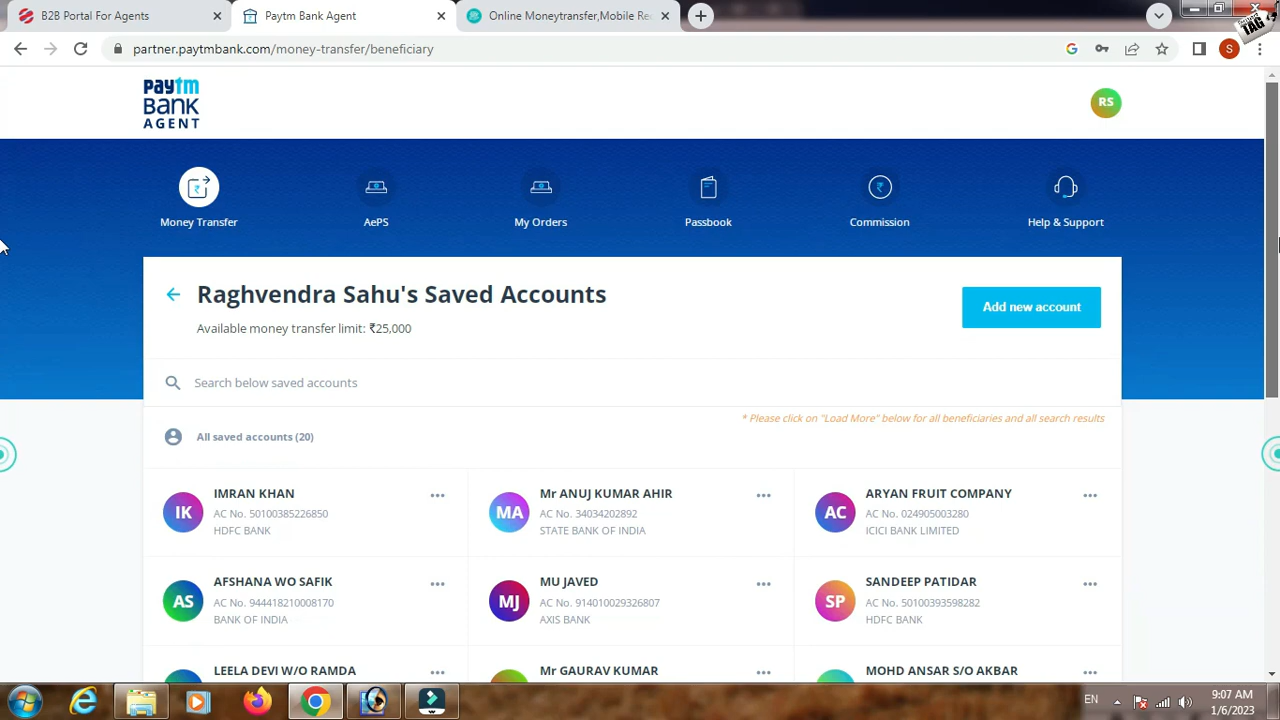 B2B Portal For Agents
Paytm Bank Agent
Online Moneytransfer,Mobile Re
TAG
partner.paytmbank.com/money-transfer/beneficiary
S
paytm
BANK
AGENT
RS
Money Transfer
AePS
My Orders
Passbook
Commission
Help & Support
Raghvendra Sahu's Saved Accounts
Available money transfer limit: ₹25,000
Add new account
Search below saved accounts
* Please click on "Load More" below for all beneficiaries and all search results
All saved accounts (20)
IK
IMRAN KHAN
AC No. 50100385226850
HDFC BANK
MA
Mr ANUJ KUMAR AHIR
AC No. 34034202892
STATE BANK OF INDIA
AC
ARYAN FRUIT COMPANY
AC No. 024905003280
ICICI BANK LIMITED
AS
AFSHANA WO SAFIK
AC No. 944418210008170
BANK OF INDIA
MJ
MU JAVED
AC No. 914010029326807
AXIS BANK
SP
SANDEEP PATIDAR
AC No. 50100393598282
HDFC BANK
LEELA DEVI W/O RAMDA
Mr GAURAV KUMAR
MOHD ANSAR S/O AKBAR
EN
9:07 AM
1/6/2023